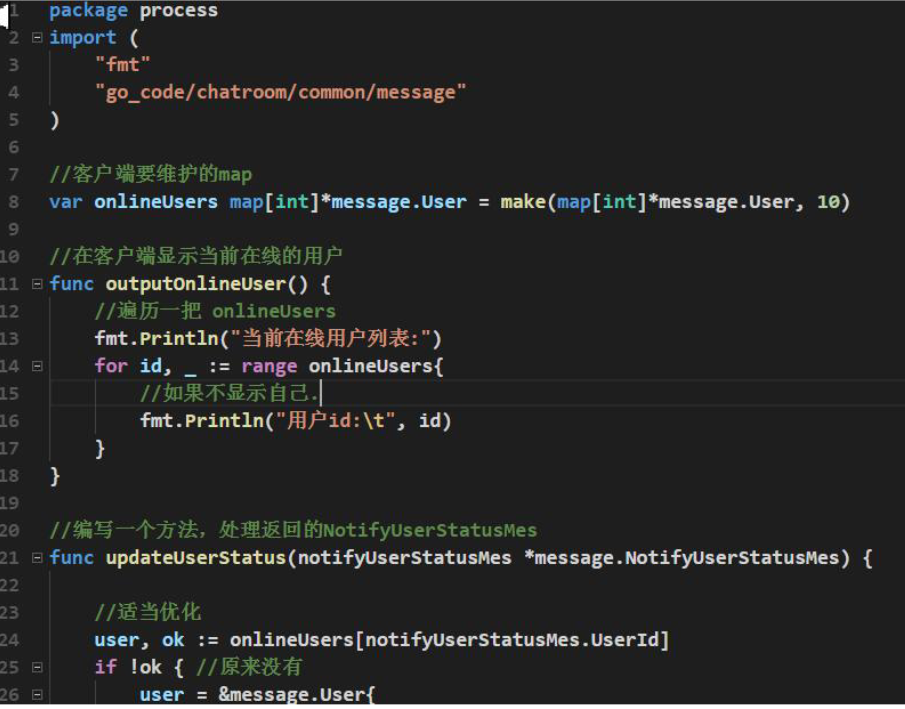 1 package process
2 import (
3 "fmt"
4 "go_code/chatroom/common/message"
5 )
6
7 //客户端要维护的map
8 var onlineUsers map[int]*message.User = make(map[int]*message.User, 10)
9
10 //在客户端显示当前在线的用户
11 func outputOnlineUser() {
12 //遍历一把 onlineUsers
13 fmt.Println("当前在线用户列表:")
14 for id, _ := range onlineUsers{
15 //如果不显示自己.
16 fmt.Println("用户id:\t", id)
17 }
18 }
19
20 //编写一个方法，处理返回的NotifyUserStatusMes
21 func updateUserStatus(notifyUserStatusMes *message.NotifyUserStatusMes) {
22
23 //适当优化
24 user, ok := onlineUsers[notifyUserStatusMes.UserId]
25 if !ok { //原来没有
26 user = &message.User{